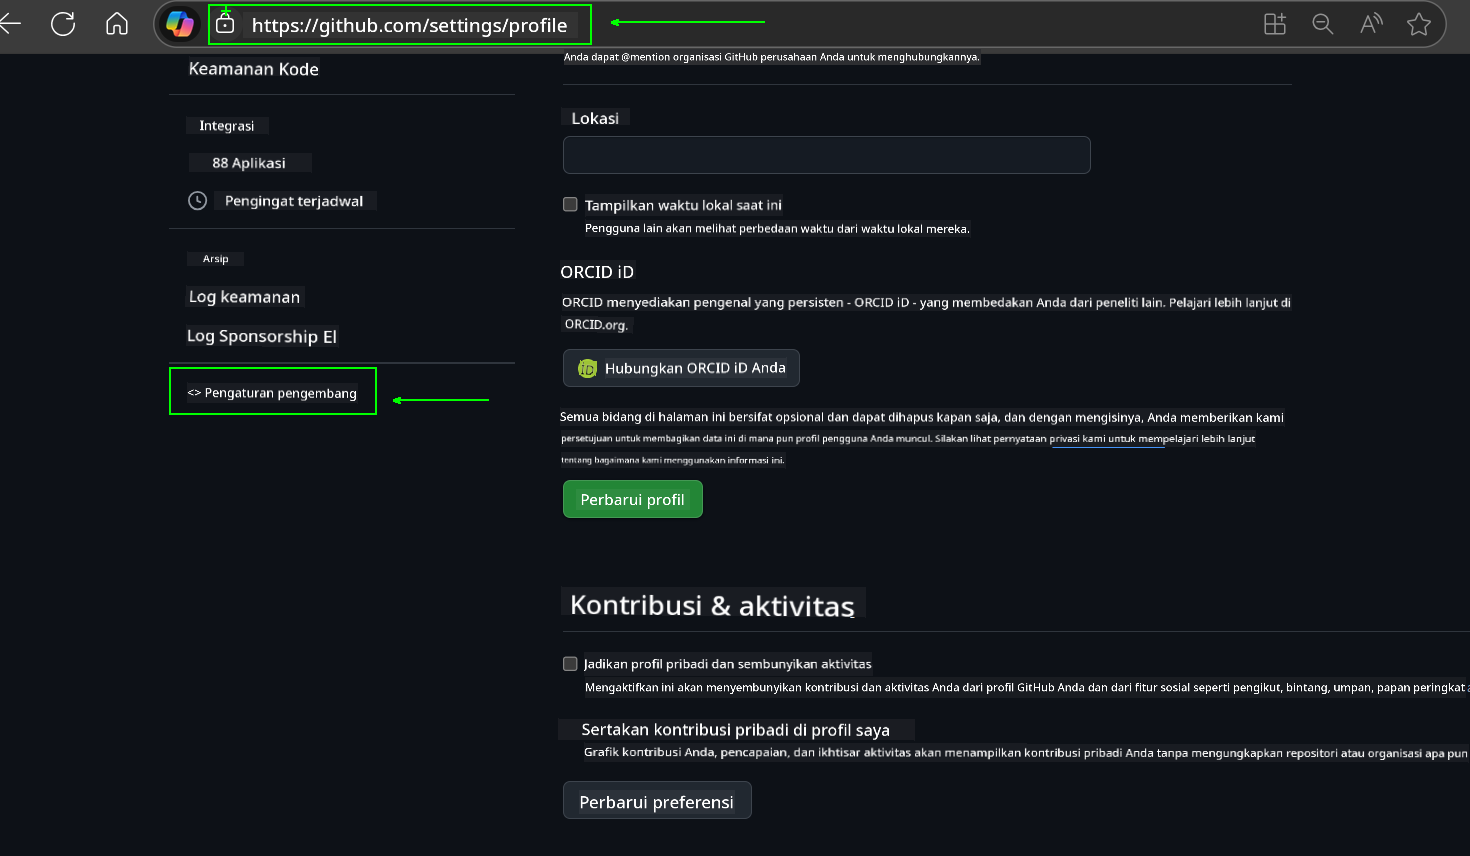 https://github.com/settings/profile
Keamanan Kode
Integrasi
88 Aplikasi
Pengingat terjadwal
Arsip
Log keamanan
Log Sponsorship El
<> Pengaturan pengembang
Anda dapat @mention organisasi GitHub perusahaan Anda untuk menghubungkannya.
Lokasi
Tampilkan waktu lokal saat ini
Pengguna lain akan melihat perbedaan waktu dari waktu lokal mereka.
ORCID iD
ORCID menyediakan pengenal yang persisten - ORCID iD - yang membedakan Anda dari peneliti lain. Pelajari lebih lanjut di
ORCID.org.
iD Hubungkan ORCID iD Anda
Semua bidang di halaman ini bersifat opsional dan dapat dihapus kapan saja, dan dengan mengisinya, Anda memberikan kami
persetujuan untuk membagikan data ini di mana pun profil pengguna Anda muncul. Silakan lihat pernyataan privasi kami untuk mempelajari lebih lanjut
tentang bagaimana kami menggunakan informasi ini.
Perbarui profil
Kontribusi & aktivitas
Jadikan profil pribadi dan sembunyikan aktivitas
Mengaktifkan ini akan menyembunyikan kontribusi dan aktivitas Anda dari profil GitHub Anda dan dari fitur sosial seperti pengikut, bintang, umpan, papan peringkat
Sertakan kontribusi pribadi di profil saya
Grafik kontribusi Anda, pencapaian, dan ikhtisar aktivitas akan menampilkan kontribusi pribadi Anda tanpa mengungkapkan repositori atau organisasi apa pun
Perbarui preferensi